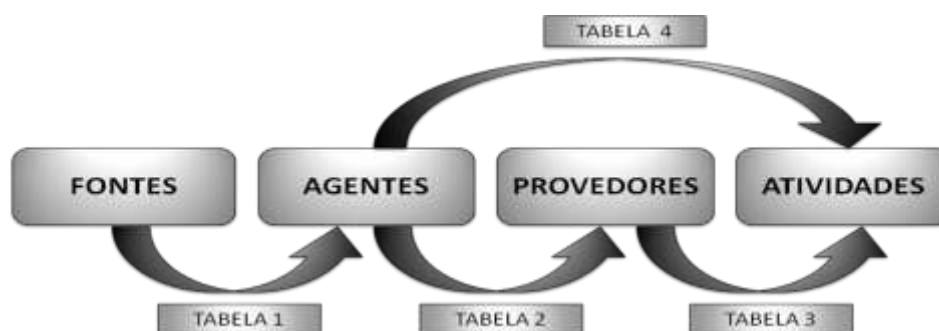 TABELA 4
FONTES
AGENTES
PROVEDORES
ATIVIDADES
TABELA 1
TABELA 2
TABELA 3